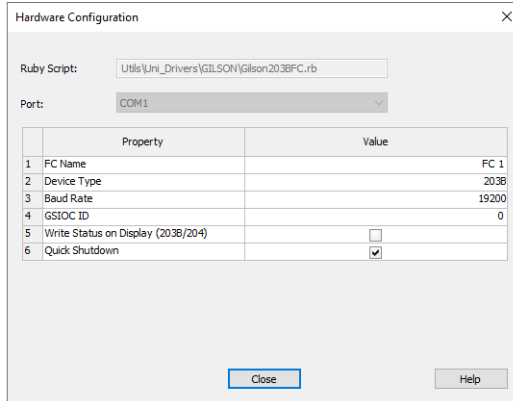 Hardware Configuration
Ruby Script: Utils\Uni_Drivers\GILSON\Gilson203BFC.rb
Port: COM1
Property Value
1 FC Name FC 1
2 Device Type 203B
3 Baud Rate 19200
4 GSIOC ID 0
5 Write Status on Display (203B/204)
6 Quick Shutdown
Close Help